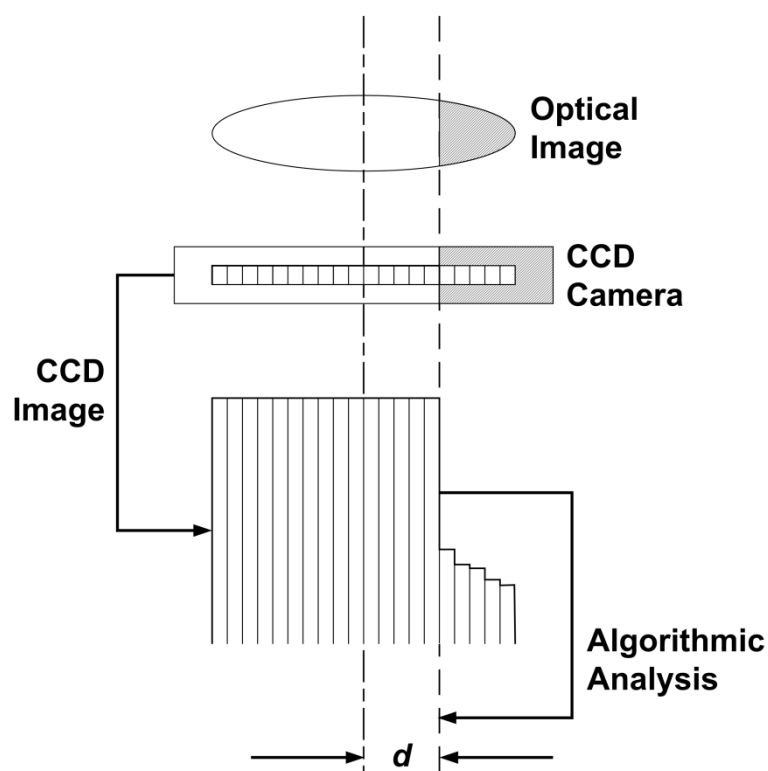 Optical
Image
CCD
Camera
CCD
Image
Algorithmic
Analysis
d